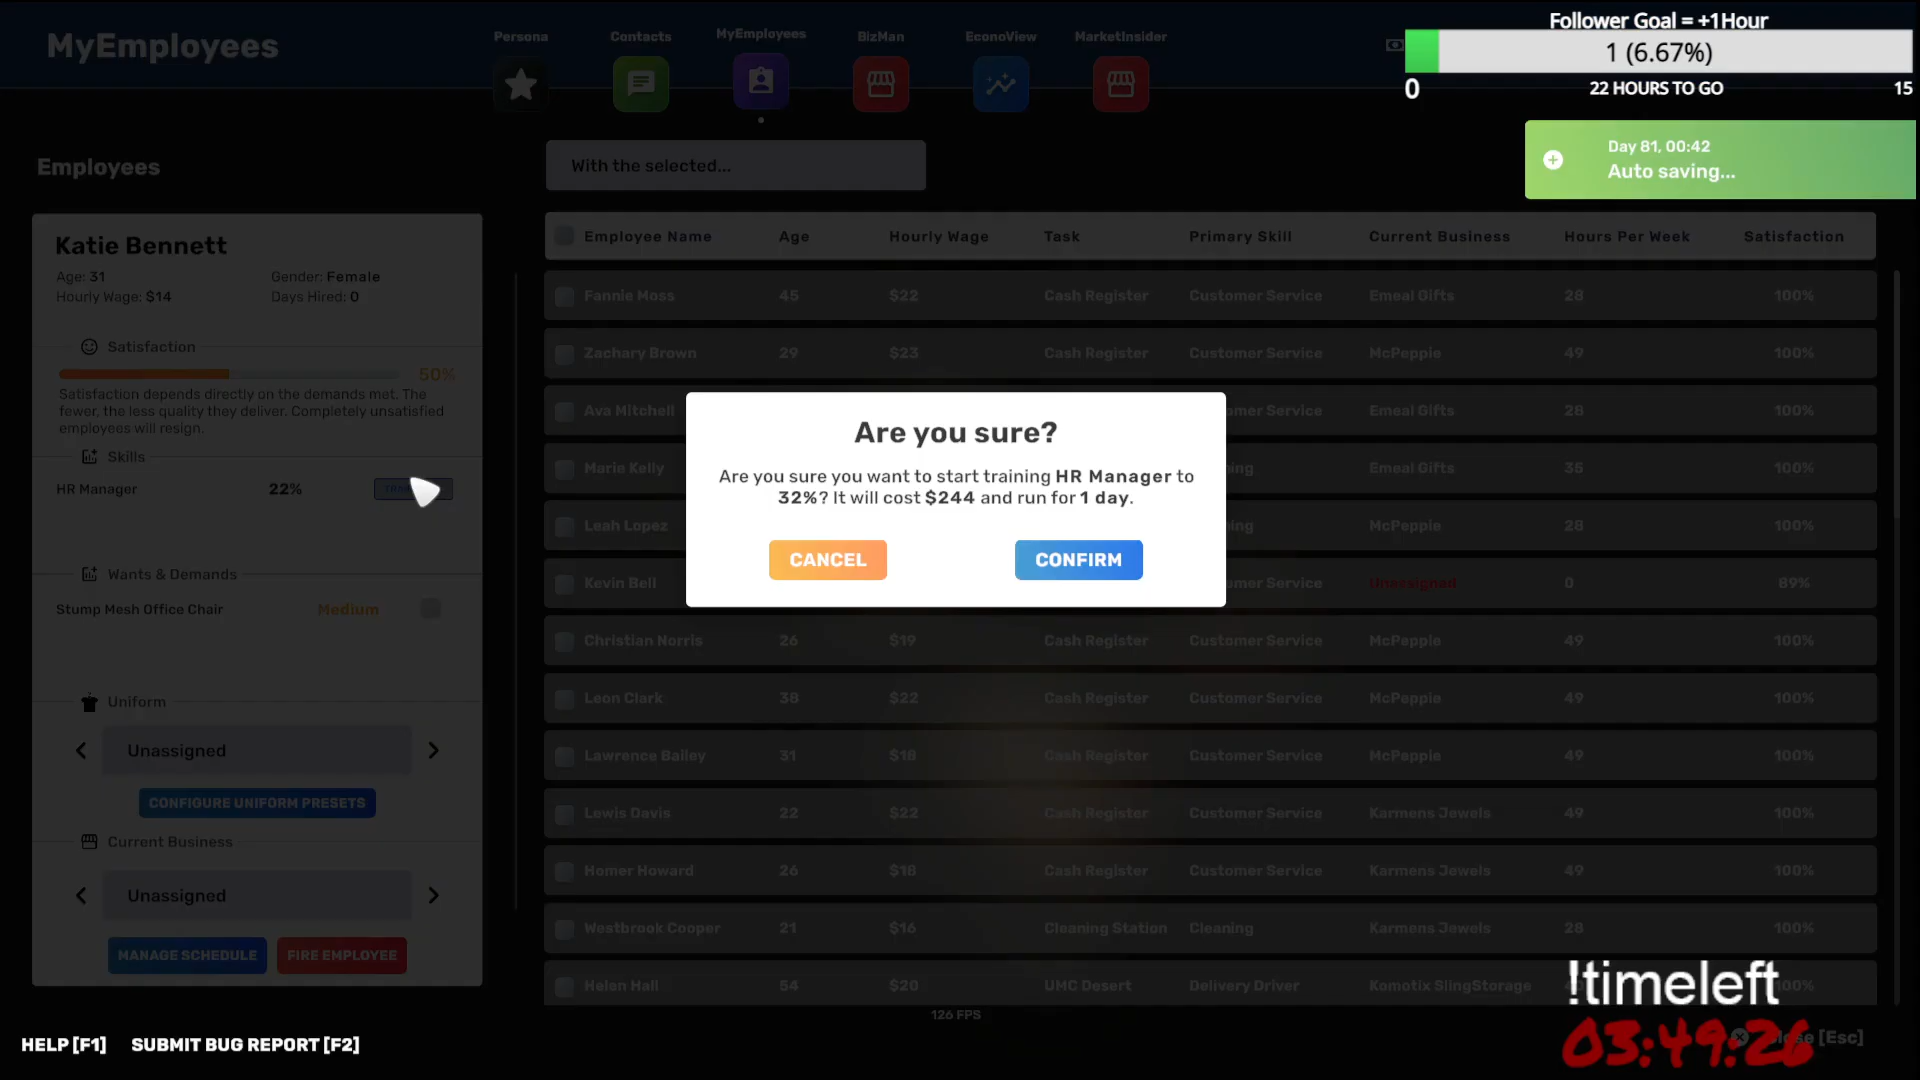 MyEmployees
Persona
Contacts
MyEmployees
BizMan
EconoView
MarketInsider
Follower Goal = +1Hour
1 (6.67%)
0
22 HOURS TO GO
15
Day 81, 00:42
Auto saving...
Employees
With the selected...
Katie Bennett
Age: 31
Gender: Female
Hourly Wage: $14
Days Hired: 0
Satisfaction
50%
Satisfaction depends directly on the demands met. The
fewer, the less quality they deliver. Completely unsatisfied
employees will resign.
Skills
HR Manager 22%
Wants & Demands
Stump Mesh Office Chair Medium
Uniform
Unassigned
CONFIGURE UNIFORM PRESETS
Current Business
Unassigned
MANAGE SCHEDULE
FIRE EMPLOYEE
Employee Name Age Hourly Wage Task Primary Skill Current Business Hours Per Week Satisfaction
Fannie Moss 45 $22 Cash Register Customer Service Emeal Gifts 28 100%
Zachary Brown 29 $23 Cash Register Customer Service McPeppie 49 100%
Ava Mitchell Service Emeal Gifts 28 100%
Marie Kelly Emeal Gifts 35 100%
Leah Lopez McPeppie 28 100%
Kevin Bell Service Unassigned 0 89%
Christian Norris 26 $19 Cash Register Customer Service McPeppie 49 100%
Leon Clark 38 $22 Cash Register Customer Service McPeppie 49 100%
Lawrence Bailey 31 $18 Cash Register Customer Service McPeppie 49 100%
Lewis Davis 22 $22 Cash Register Customer Service Karmens Jewels 49 100%
Homer Howard 26 $18 Cash Register Customer Service Karmens Jewels 49 100%
Westbrook Cooper 21 $16 Cleaning Station Cleaning Karmens Jewels 28 100%
Helen Hall 54 $20 UMC Desert Delivery Driver Komotix SlingStorage
Are you sure?
Are you sure you want to start training HR Manager to
32%? It will cost $244 and run for 1 day.
CANCEL
CONFIRM
126 FPS
!timeleft
03:49:26
HELP [F1]
SUBMIT BUG REPORT [F2]
Close [Esc]